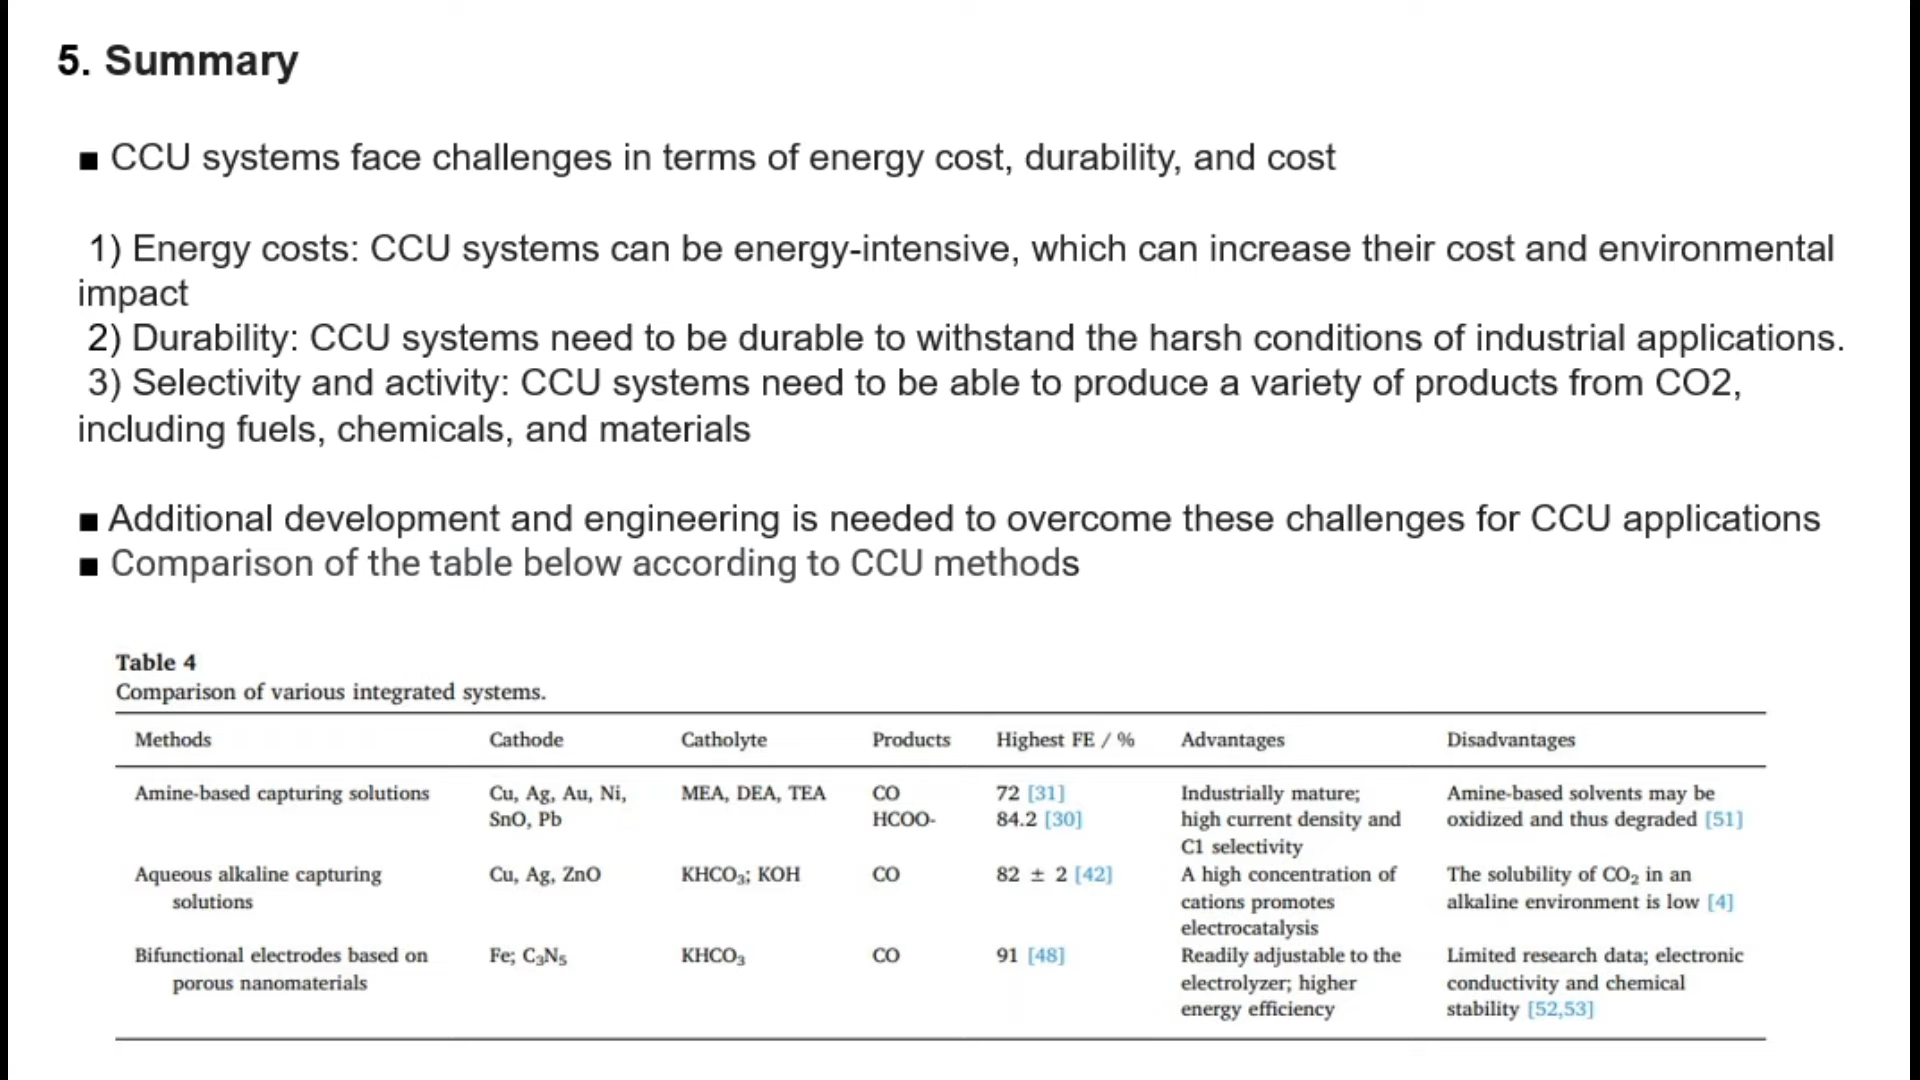 5. Summary
■ CCU systems face challenges in terms of energy cost, durability, and cost
1) Energy costs: CCU systems can be energy-intensive, which can increase their cost and environmental
impact
2) Durability: CCU systems need to be durable to withstand the harsh conditions of industrial applications.
3) Selectivity and activity: CCU systems need to be able to produce a variety of products from CO2,
including fuels, chemicals, and materials
■ Additional development and engineering is needed to overcome these challenges for CCU applications
■ Comparison of the table below according to CCU methods
Table 4
Comparison of various integrated systems.
Methods Cathode Catholyte Products Highest FE / % Advantages Disadvantages
Amine-based capturing solutions Cu, Ag, Au, Ni, MEA, DEA, TEA CO 72 [31] Industrially mature; Amine-based solvents may be
SnO, Pb HCOO- 84.2 [30] high current density and oxidized and thus degraded [51]
C1 selectivity
Aqueous alkaline capturing Cu, Ag, ZnO KHCO₃; KOH CO 82 ± 2 [42] A high concentration of The solubility of CO₂ in an
solutions cations promotes alkaline environment is low [4]
electrocatalysis
Bifunctional electrodes based on Fe; C₃N₅ KHCO₃ CO 91 [48] Readily adjustable to the Limited research data; electronic
porous nanomaterials electrolyzer; higher conductivity and chemical
energy efficiency stability [52,53]